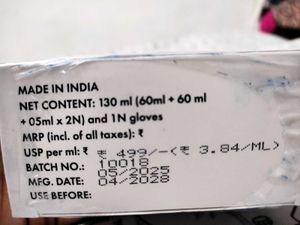 MADE IN INDIA
NET CONTENT: 130 ml (60ml + 60 ml
+ 05ml x 2N) and 1N gloves
MRP (incl. of all taxes): ₹
USP per ml: ₹ ₹ 499/-(₹ 3.84/ML)
BATCH NO.: 10018
MFG. DATE: 05/2025
USE BEFORE: 04/2028